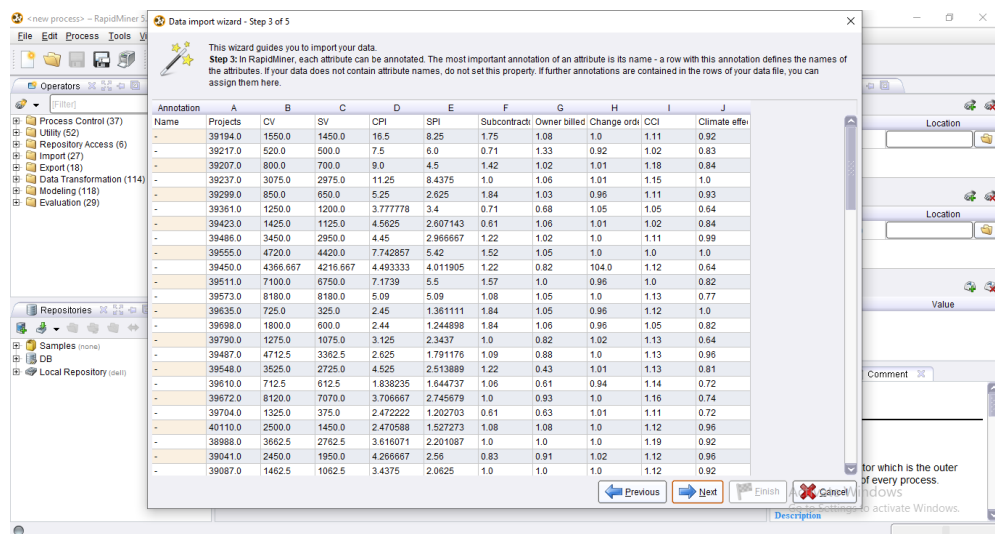 <new process> – RapidMiner 5.
File Edit Process Tools Vi
Operators
[Filter]
Process Control (37)
Utility (52)
Repository Access (6)
Import (27)
Export (18)
Data Transformation (114)
Modeling (118)
Evaluation (29)
Repositories
Samples (none)
DB
Local Repository (dell)
Data import wizard - Step 3 of 5
This wizard guides you to import your data.
Step 3: In RapidMiner, each attribute can be annotated. The most important annotation of an attribute is its name - a row with this annotation defines the names of
the attributes. If your data does not contain attribute names, do not set this property. If further annotations are contained in the rows of your data file, you can
assign them here.
Annotation A B C D E F G H I J
Name Projects CV SV CPI SPI Subcontract Owner billed Change ord CCI Climate effe
- 39194.0 1550.0 1450.0 16.5 8.25 1.75 1.08 1.0 1.11 0.92
- 39217.0 520.0 500.0 7.5 6.0 0.71 1.33 0.92 1.02 0.83
- 39207.0 800.0 700.0 9.0 4.5 1.42 1.02 1.01 1.18 0.84
- 39237.0 3075.0 2975.0 11.25 8.4375 1.0 1.06 1.01 1.15 1.0
- 39299.0 850.0 650.0 5.25 2.625 1.84 1.03 0.96 1.11 0.93
- 39361.0 1250.0 1200.0 3.777778 3.4 0.71 0.68 1.05 1.05 0.64
- 39423.0 1425.0 1125.0 4.5625 2.607143 0.61 1.06 1.01 1.02 0.84
- 39486.0 3450.0 2950.0 4.45 2.966667 1.22 1.02 1.0 1.11 0.99
- 39555.0 4720.0 4420.0 7.742857 5.42 1.52 1.05 1.0 1.0 1.0
- 39450.0 4366.667 4216.667 4.493333 4.011905 1.22 0.82 104.0 1.12 0.64
- 39511.0 7100.0 6750.0 7.1739 5.5 1.57 1.0 0.96 1.0 0.82
- 39573.0 8180.0 8180.0 5.09 5.09 1.08 1.05 1.0 1.13 0.77
- 39635.0 725.0 325.0 2.45 1.361111 1.84 1.05 0.96 1.12 1.0
- 39698.0 1800.0 600.0 2.44 1.244898 1.84 1.06 0.96 1.05 0.82
- 39790.0 1275.0 1075.0 3.125 2.3437 1.0 0.82 1.02 1.13 0.64
- 39487.0 4712.5 3362.5 2.625 1.791176 1.09 0.88 1.0 1.13 0.96
- 39548.0 3525.0 2725.0 4.525 2.513889 1.22 0.43 1.01 1.13 0.81
- 39610.0 712.5 612.5 1.838235 1.644737 1.06 0.61 0.94 1.14 0.72
- 39672.0 8120.0 7070.0 3.706667 2.745679 1.0 0.93 1.0 1.16 0.74
- 39704.0 1325.0 375.0 2.472222 1.202703 0.61 0.63 1.01 1.11 0.72
- 40110.0 2500.0 1450.0 2.470588 1.527273 1.08 1.08 1.0 1.12 0.96
- 38988.0 3662.5 2762.5 3.616071 2.201087 1.0 1.0 1.0 1.19 0.92
- 39041.0 2450.0 1950.0 4.266667 2.56 0.83 0.91 1.02 1.12 0.96
- 39087.0 1462.5 1062.5 3.4375 2.0625 1.0 1.0 1.0 1.12 0.92
Previous Next Finish Cancel
Location
Location
Value
Comment
tor which is the outer
of every process.
Description
Activate Windows
Go to Settings to activate Windows.